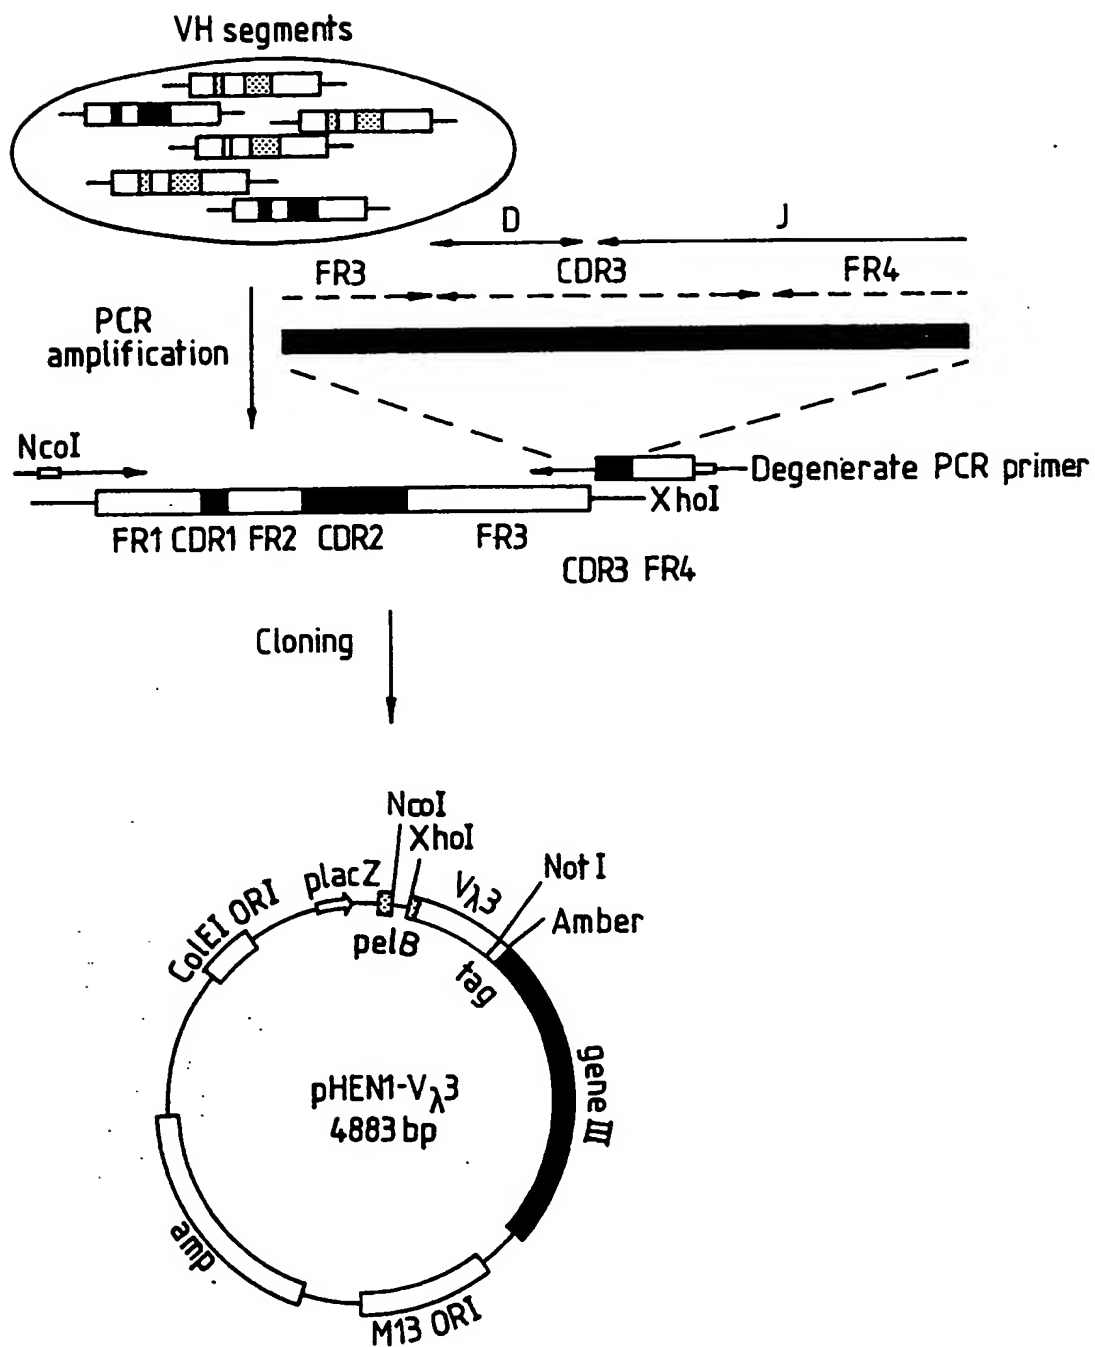 VH segments
D
J
FR3
CDR3
FR4
PCR
amplification
NcoI
Degenerate PCR primer
XhoI
FR1 CDR1 FR2 CDR2 FR3
CDR3 FR4
Cloning
NcoI
XhoI
NotI
Amber
ColEI ORI
placZ
pelB
Vλ3
tag
gene III
pHEN1-Vλ3
4883 bp
amp
M13 ORI